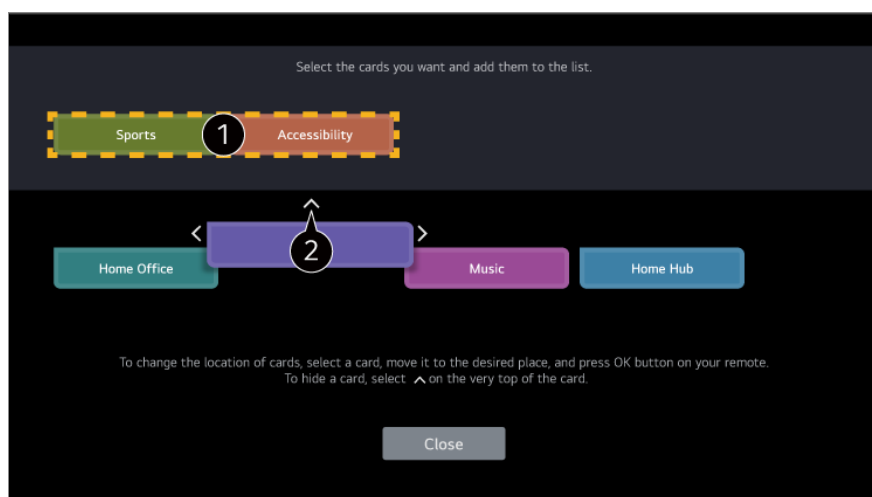 Select the cards you want and add them to the list.
Sports 1 Accessibility
2
Home Office Music Home Hub
To change the location of cards, select a card, move it to the desired place, and press OK button on your remote.
To hide a card, select ^ on the very top of the card.
Close